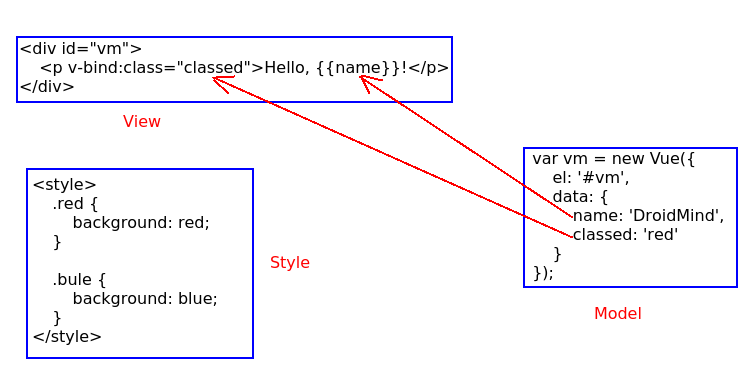 <div id="vm">
    <p v-bind:class="classed">Hello, {{name}}!</p>
</div>
View
<style>
    .red {
        background: red;
    }

    .bule {
        background: blue;
    }
</style>
Style
var vm = new Vue({
    el: '#vm',
    data: {
        name: 'DroidMind',
        classed: 'red'
    }
});
Model